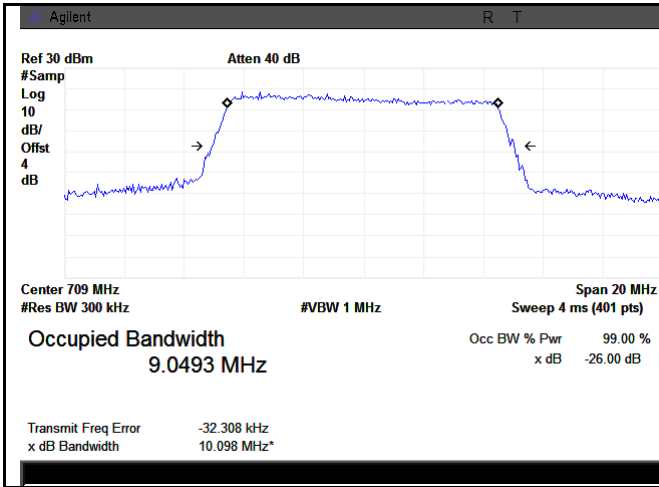 Agilent R T
Ref 30 dBm Atten 40 dB
#Samp
Log
10
dB/
Offst
4
dB
Center 709 MHz Span 20 MHz
#Res BW 300 kHz #VBW 1 MHz Sweep 4 ms (401 pts)
Occupied Bandwidth Occ BW % Pwr 99.00 %
9.0493 MHz x dB -26.00 dB
Transmit Freq Error -32.308 kHz
x dB Bandwidth 10.098 MHz*